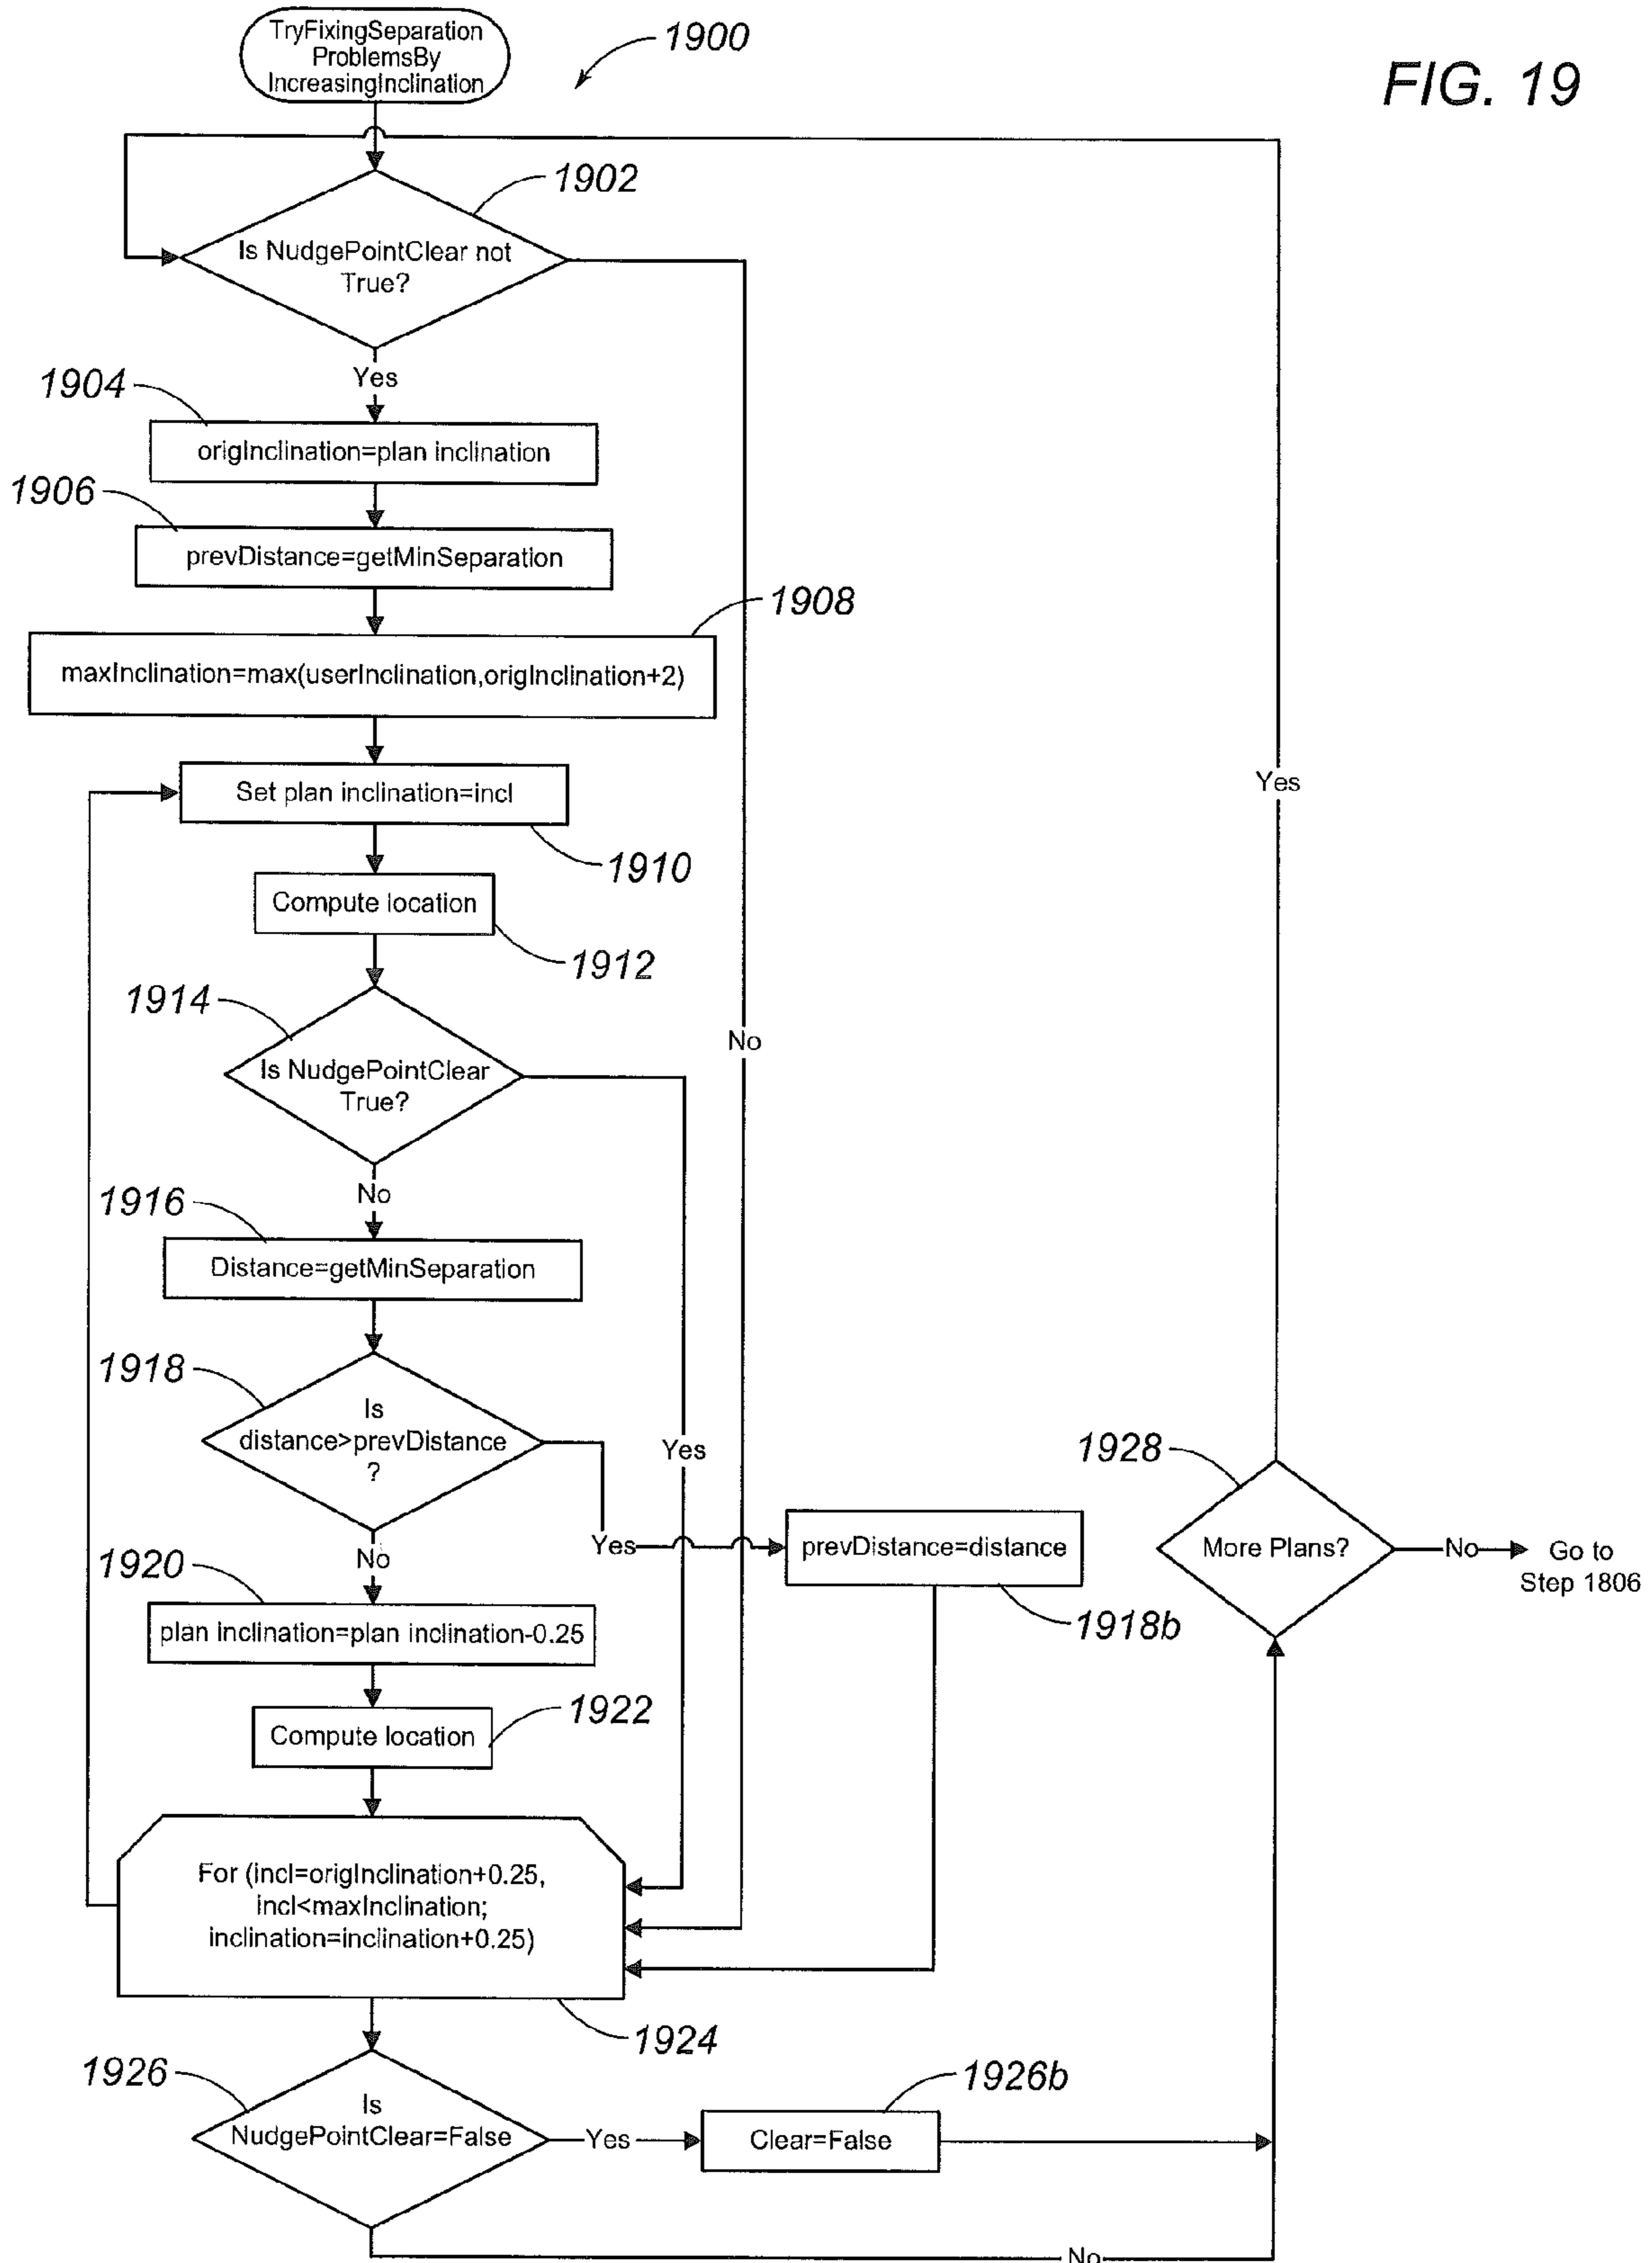 TryFixingSeparation
ProblemsBy
IncreasingInclination
1900
FIG. 19
1902
Is NudgePointClear not
True?
Yes
1904
origInclination=plan inclination
1906
prevDistance=getMinSeparation
1908
maxInclination=max(userInclination,origInclination+2)
Set plan inclination=incl
Yes
1910
Compute location
1912
1914
Is NudgePointClear
True?
No
No
1916
Distance=getMinSeparation
1918
Is
distance>prevDistance
?
Yes
1928
No
Yes
prevDistance=distance
More Plans?
No
Go to
Step 1806
1920
plan inclination=plan inclination-0.25
1918b
Compute location
1922
For (incl=origInclination+0.25,
incl<maxInclination;
inclination=inclination+0.25)
1924
1926
Is
NudgePointClear=False
Yes
1926b
Clear=False
No